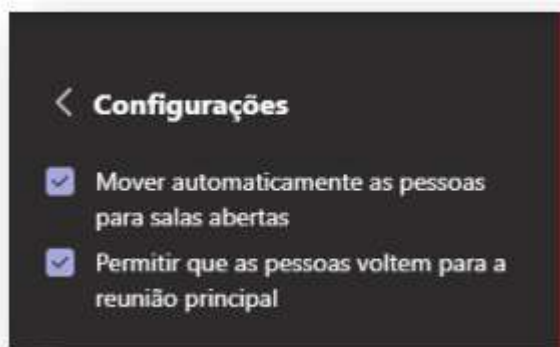 Configurações
Mover automaticamente as pessoas
para salas abertas
Permitir que as pessoas voltem para a
reunião principal